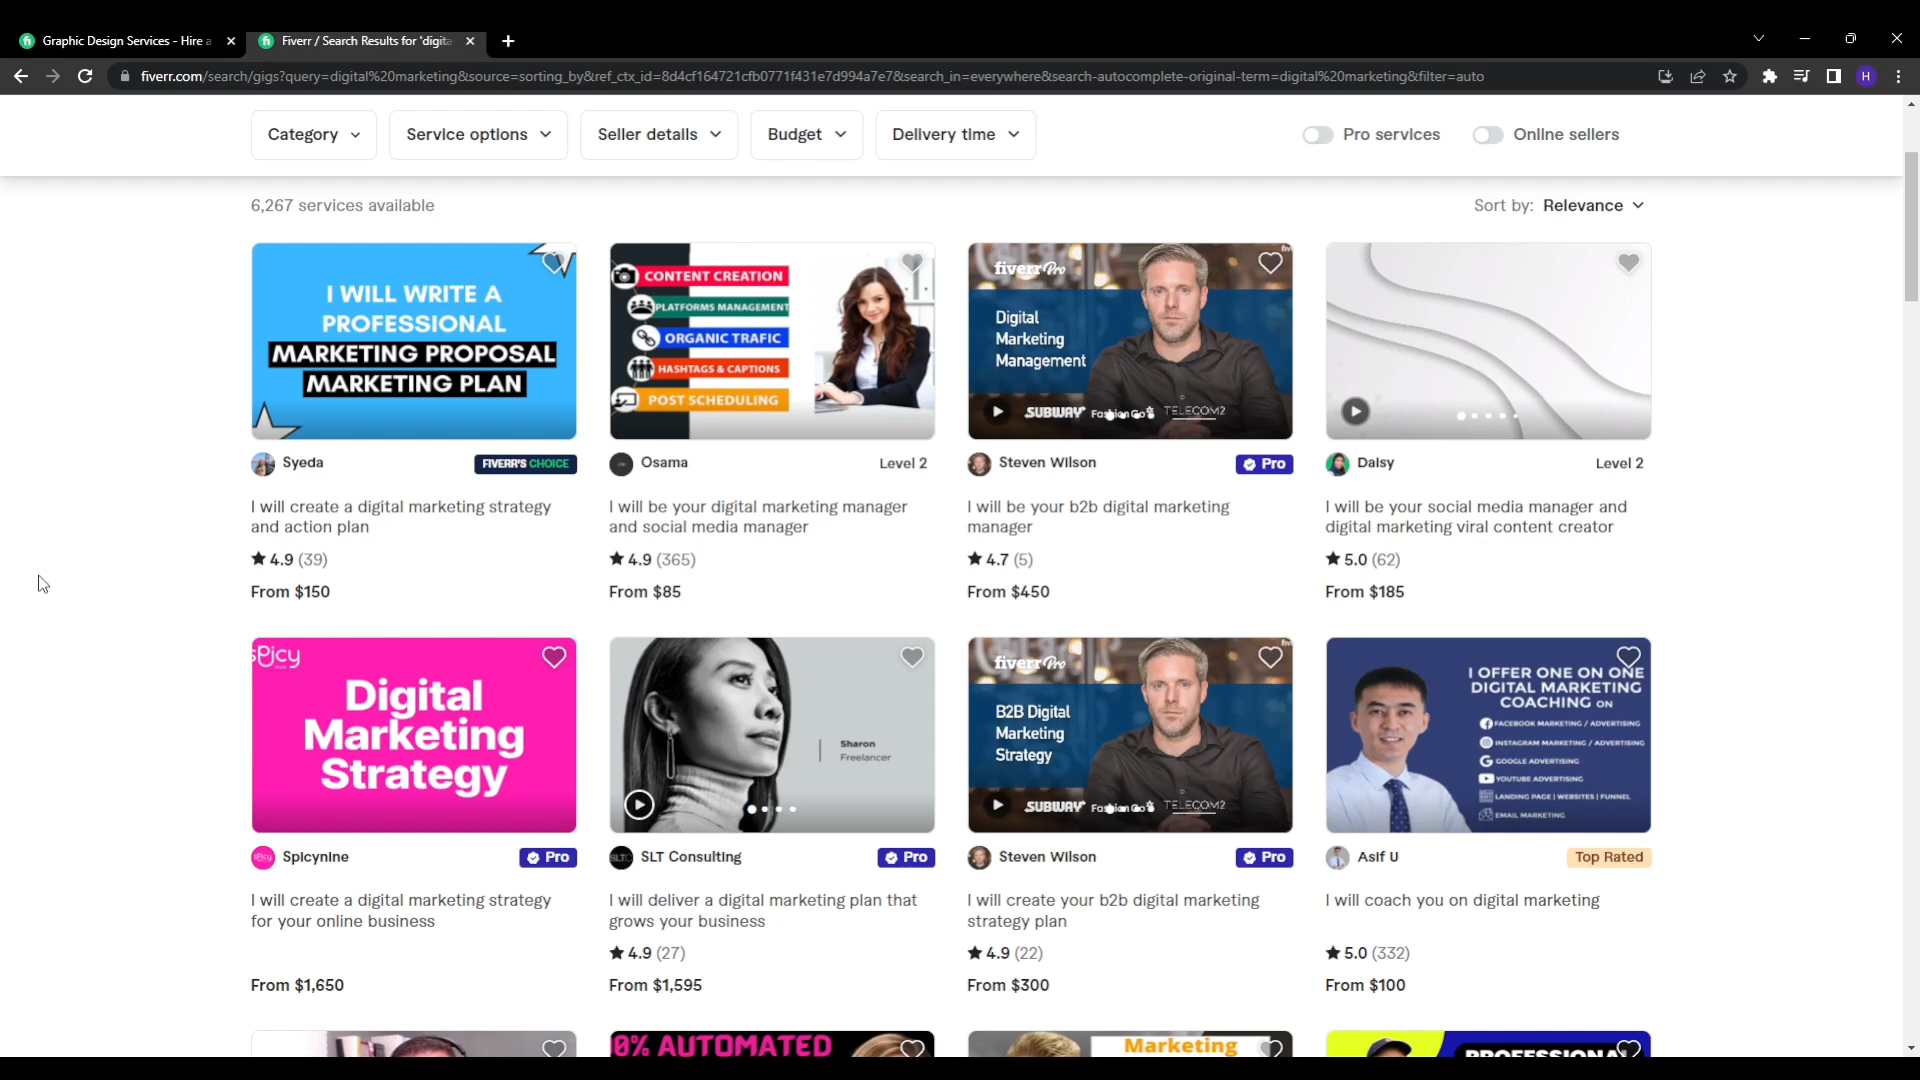 Graphic Design Services - Hire a
Fiverr / Search Results for 'digita
fiverr.com/search/gigs?query=digital%20marketing&source=sorting_by&ref_ctx_id=8d4cf164721cfb0771f431e7d994a7e7&search_in=everywhere&search-autocomplete-original-term=digital%20marketing&filter=auto
H
Category
Service options
Seller details
Budget
Delivery time
Pro services
Online sellers
6,267 services available
Sort by: Relevance
I WILL WRITE A
PROFESSIONAL
MARKETING PROPOSAL
MARKETING PLAN
CONTENT CREATION
PLATFORMS MANAGEMENT
ORGANIC TRAFIC
HASHTAGS & CAPTIONS
POST SCHEDULING
fiverr Pro
Digital
Marketing
Management
SUBWAY FashionGo TELECOM2
Syeda
FIVERR'S CHOICE
Osama
Level 2
Steven Wilson
Pro
Daisy
Level 2
I will create a digital marketing strategy
and action plan
I will be your digital marketing manager
and social media manager
I will be your b2b digital marketing
manager
I will be your social media manager and
digital marketing viral content creator
4.9 (39)
4.9 (365)
4.7 (5)
5.0 (62)
From $150
From $85
From $450
From $185
spicy
Digital
Marketing
Strategy
Sharon
Freelancer
fiverr Pro
B2B Digital
Marketing
Strategy
SUBWAY FashionGo TELECOM2
I OFFER ONE ON ONE
DIGITAL MARKETING
COACHING ON
FACEBOOK MARKETING / ADVERTISING
INSTAGRAM MARKETING / ADVERTISING
GOOGLE ADVERTISING
YOUTUBE ADVERTISING
LANDING PAGE | WEBSITES | FUNNEL
EMAIL MARKETING
Spicynine
Pro
SLT Consulting
Pro
Steven Wilson
Pro
Asif U
Top Rated
I will create a digital marketing strategy
for your online business
I will deliver a digital marketing plan that
grows your business
I will create your b2b digital marketing
strategy plan
I will coach you on digital marketing
4.9 (27)
4.9 (22)
5.0 (332)
From $1,650
From $1,595
From $300
From $100
0% AUTOMATED
Marketing
PROFESSIONAL